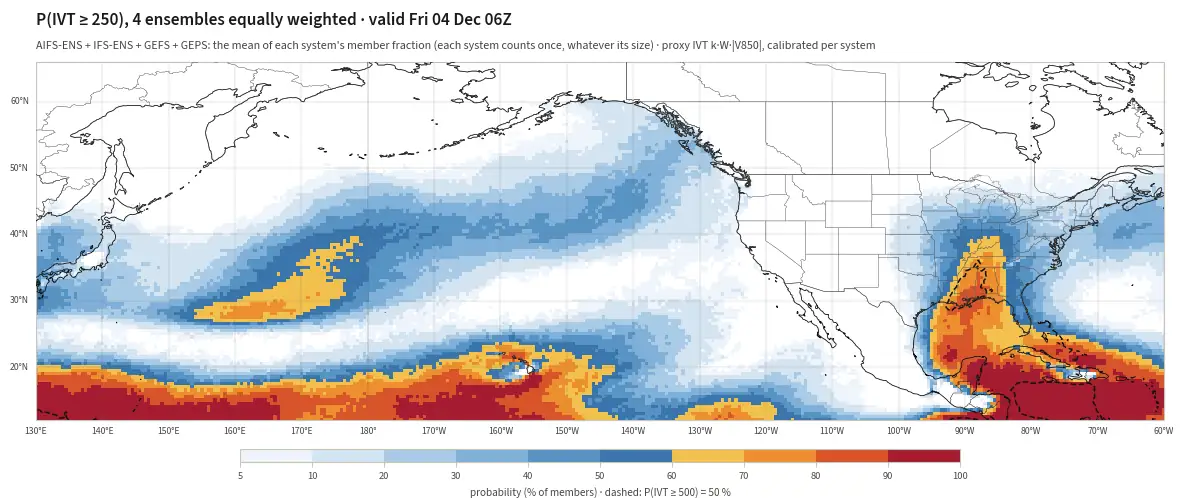 P(IVT ≥ 250), 4 ensembles equally weighted · valid Fri 04 Dec 06Z
AIFS-ENS + IFS-ENS + GEFS + GEPS: the mean of each system's member fraction (each system counts once, whatever its size) · proxy IVT k·W·|V850|, calibrated per system
60°N
50°N
40°N
30°N
20°N
130°E 140°E 150°E 160°E 170°E 180° 170°W 160°W 150°W 140°W 130°W 120°W 110°W 100°W 90°W 80°W 70°W 60°W
5 10 20 30 40 50 60 70 80 90 100
probability (% of members) · dashed: P(IVT ≥ 500) = 50 %